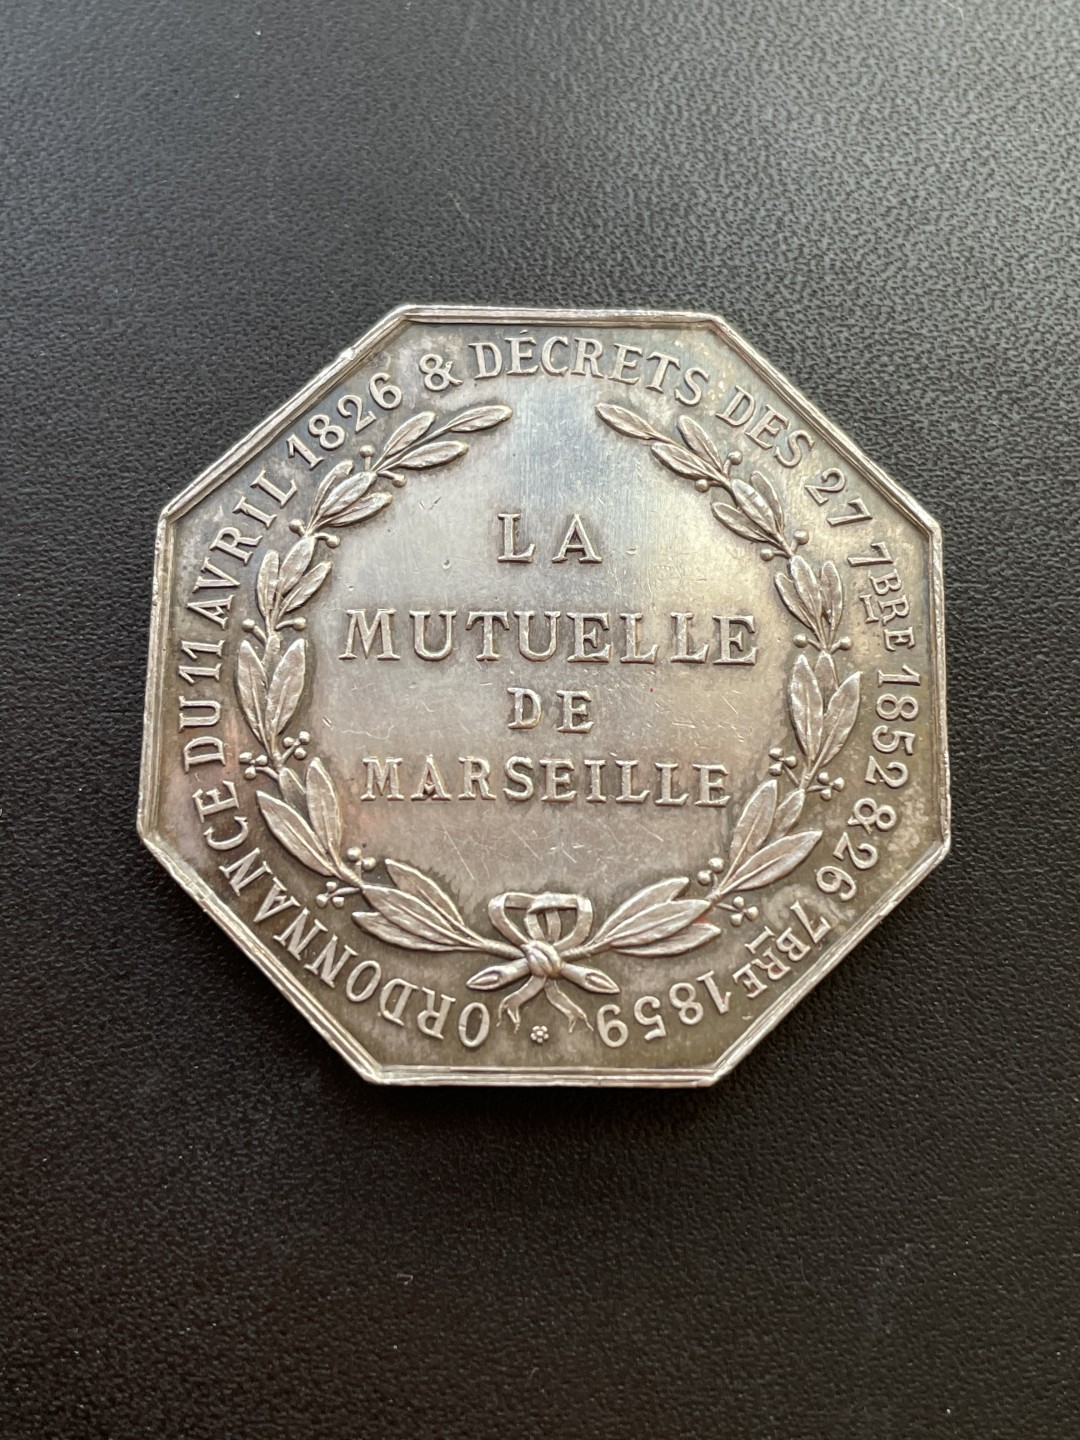 ORDONNANCE DU 11 AVRIL 1826 & DÉCRETS DES 27 7BRE 1852 & 26 7BRE 1859
LA
MUTUELLE
DE
MARSEILLE